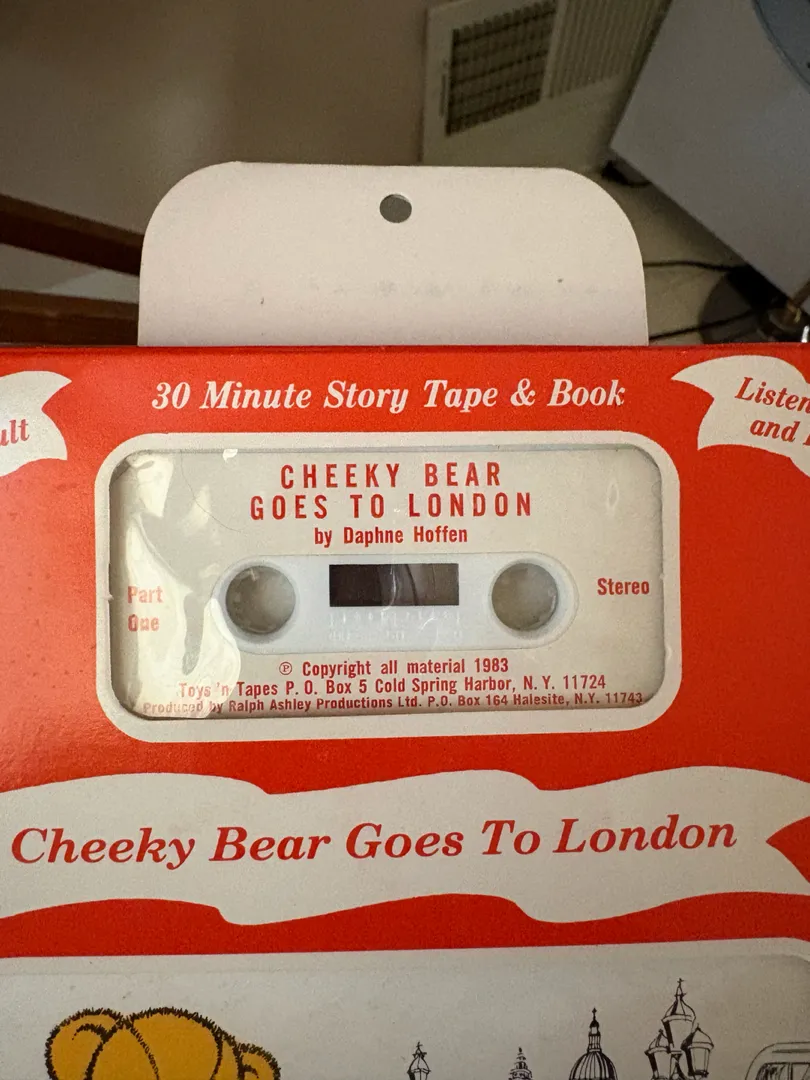 30 Minute Story Tape & Book
ult
Listen
and
CHEEKY BEAR
GOES TO LONDON
by Daphne Hoffen
Part
One
Stereo
℗ Copyright all material 1983
Toys 'n Tapes P. O. Box 5 Cold Spring Harbor, N. Y. 11724
Produced by Ralph Ashley Productions Ltd. P.O. Box 164 Halesite, N.Y. 11743
Cheeky Bear Goes To London